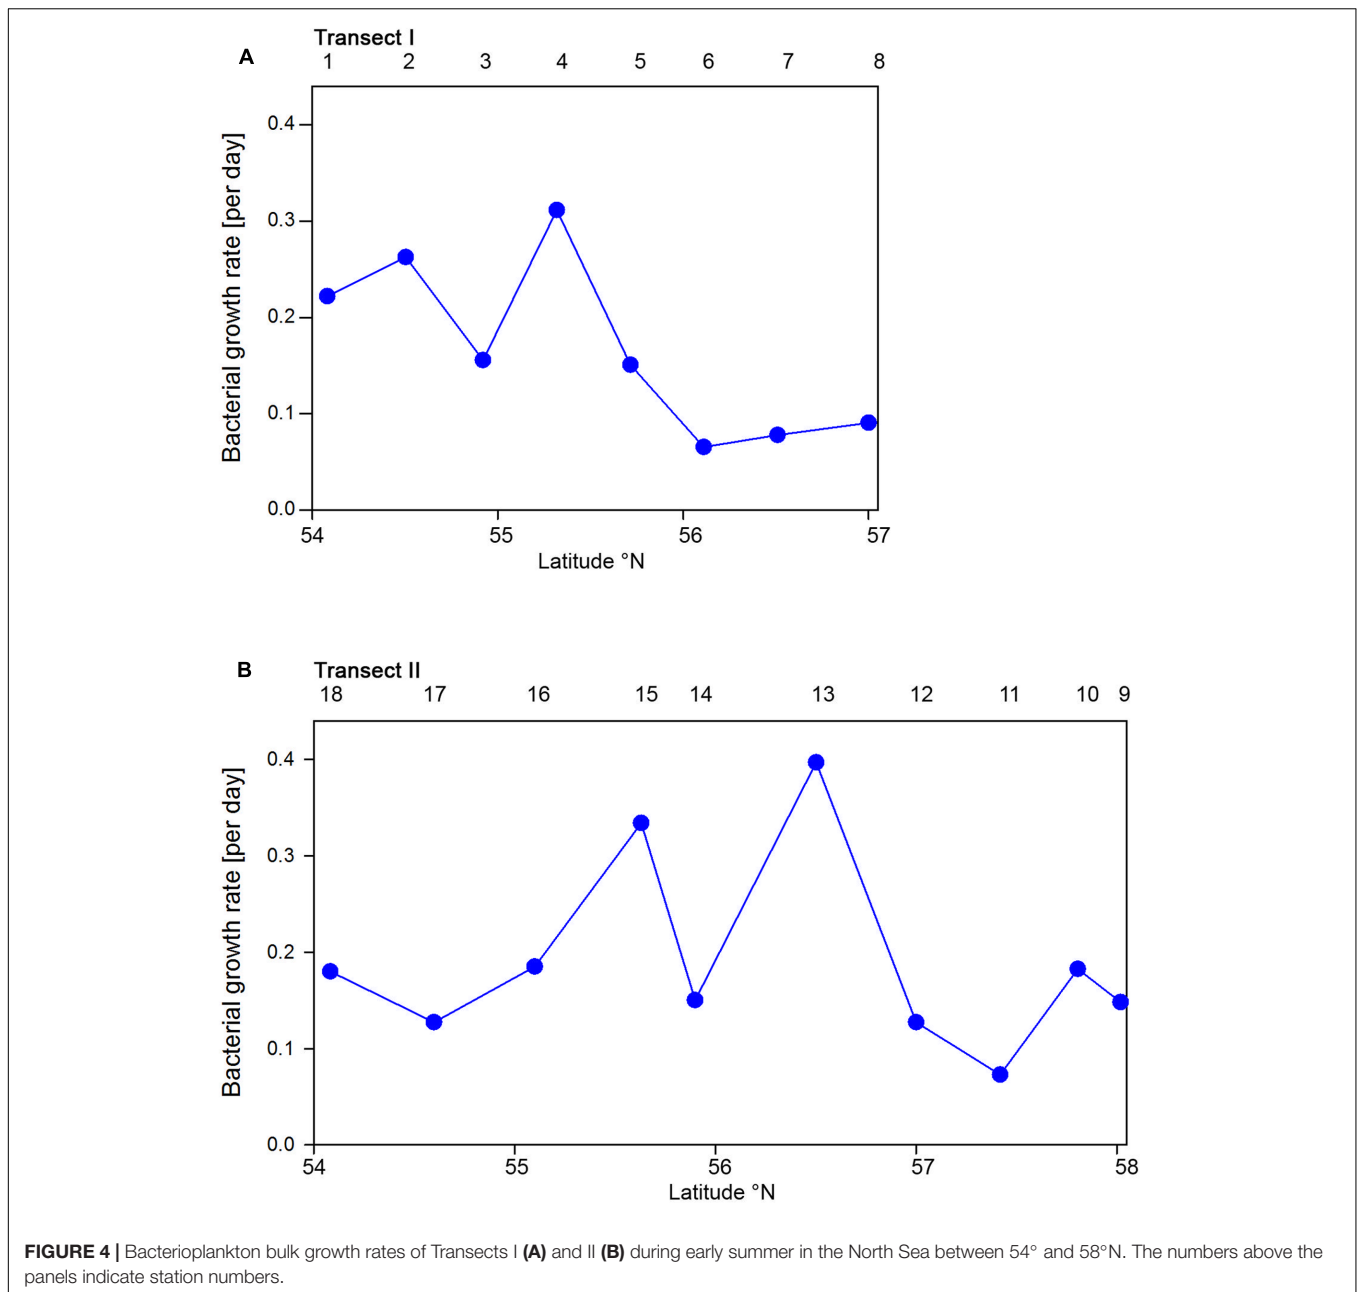 Transect I
A
1 2 3 4 5 6 7 8
Bacterial growth rate [per day]
0.4
0.3
0.2
0.1
0.0
54 55 56 57
Latitude °N
B
Transect II
18 17 16 15 14 13 12 11 10 9
Bacterial growth rate [per day]
0.4
0.3
0.2
0.1
0.0
54 55 56 57 58
Latitude °N
FIGURE 4 | Bacterioplankton bulk growth rates of Transects I (A) and II (B) during early summer in the North Sea between 54° and 58°N. The numbers above the
panels indicate station numbers.